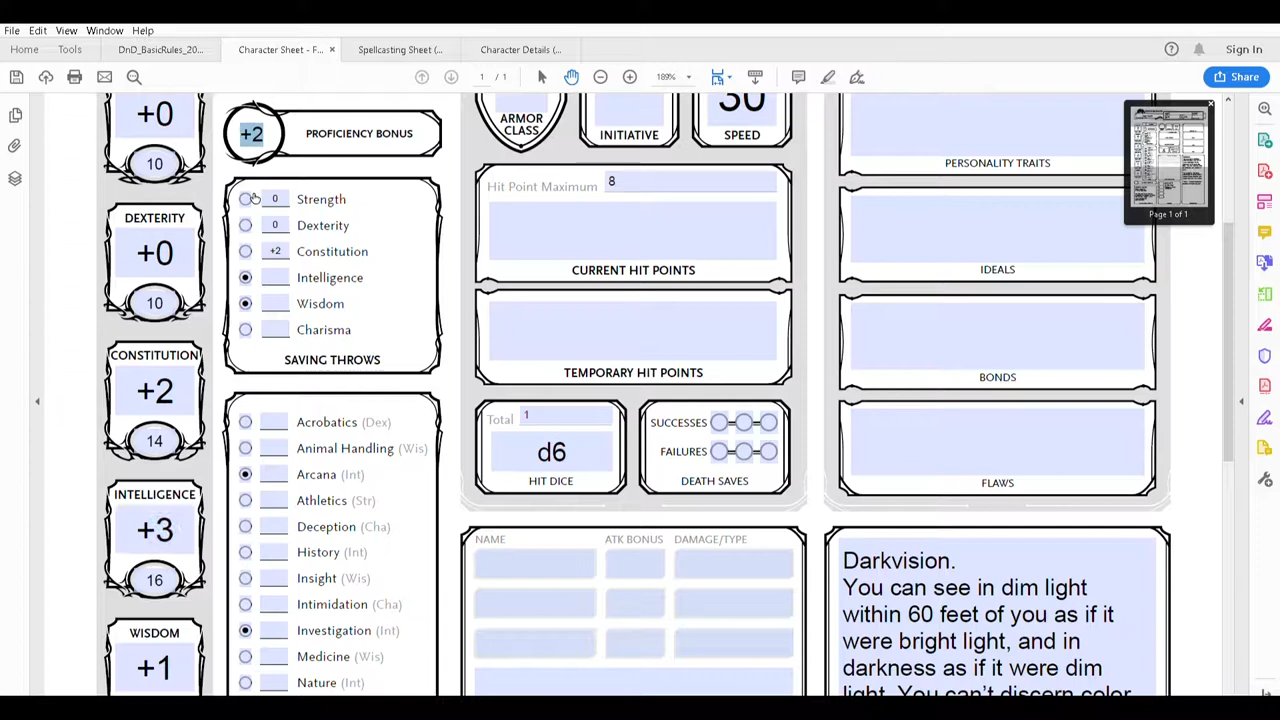 File Edit View Window Help
Home Tools DnD_BasicRules_20... Character Sheet - F... × Spellcasting Sheet (... Character Details (... Sign In
1 / 1 189% Share
+0
10
+2 PROFICIENCY BONUS
ARMOR
CLASS
INITIATIVE
30
SPEED
PERSONALITY TRAITS
Page 1 of 1
DEXTERITY
+0
10
0 Strength
0 Dexterity
+2 Constitution
Intelligence
Wisdom
Charisma
SAVING THROWS
Hit Point Maximum 8
CURRENT HIT POINTS
TEMPORARY HIT POINTS
IDEALS
BONDS
FLAWS
CONSTITUTION
+2
14
INTELLIGENCE
+3
16
WISDOM
+1
Acrobatics (Dex)
Animal Handling (Wis)
Arcana (Int)
Athletics (Str)
Deception (Cha)
History (Int)
Insight (Wis)
Intimidation (Cha)
Investigation (Int)
Medicine (Wis)
Nature (Int)
Total 1
d6
HIT DICE
SUCCESSES
FAILURES
DEATH SAVES
NAME ATK BONUS DAMAGE/TYPE
Darkvision.
You can see in dim light
within 60 feet of you as if it
were bright light, and in
darkness as if it were dim
light. You can't discern color